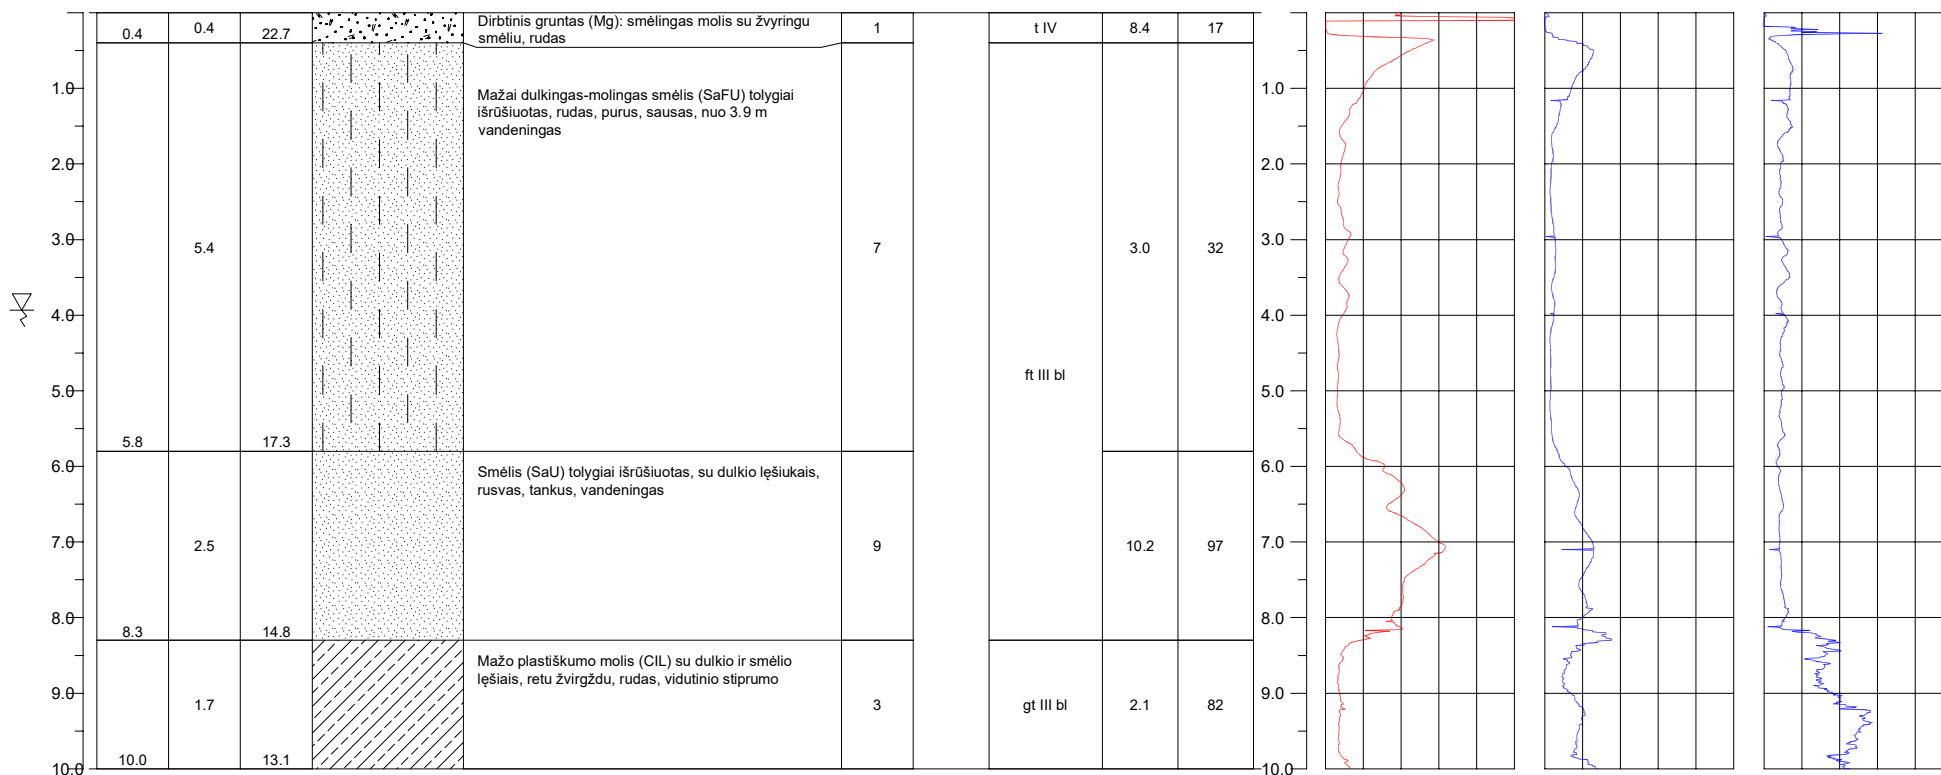 0.4 0.4 22.7 Dirbtinis gruntas (Mg): smėlingas molis su žvyringu 1 t IV 8.4 17
smėliu, rudas
1.0 Mažai dulkingas-molingas smėlis (SaFU) tolygiai 1.0
išrūšiuotas, rudas, purus, sausas, nuo 3.9 m
vandeningas
2.0 2.0
3.0 5.4 7 3.0 32 3.0
4.0 4.0
ft III bl
5.0 5.0
5.8 17.3
6.0 Smėlis (SaU) tolygiai išrūšiuotas, su dulkio lęšiukais, 6.0
rusvas, tankus, vandeningas
7.0 2.5 9 10.2 97 7.0
8.0 8.0
8.3 14.8
Mažo plastiškumo molis (CIL) su dulkio ir smėlio
lęšiais, retu žvirgždu, rudas, vidutinio stiprumo
9.0 1.7 3 gt III bl 2.1 82 9.0
10.0 10.0 13.1 10.0